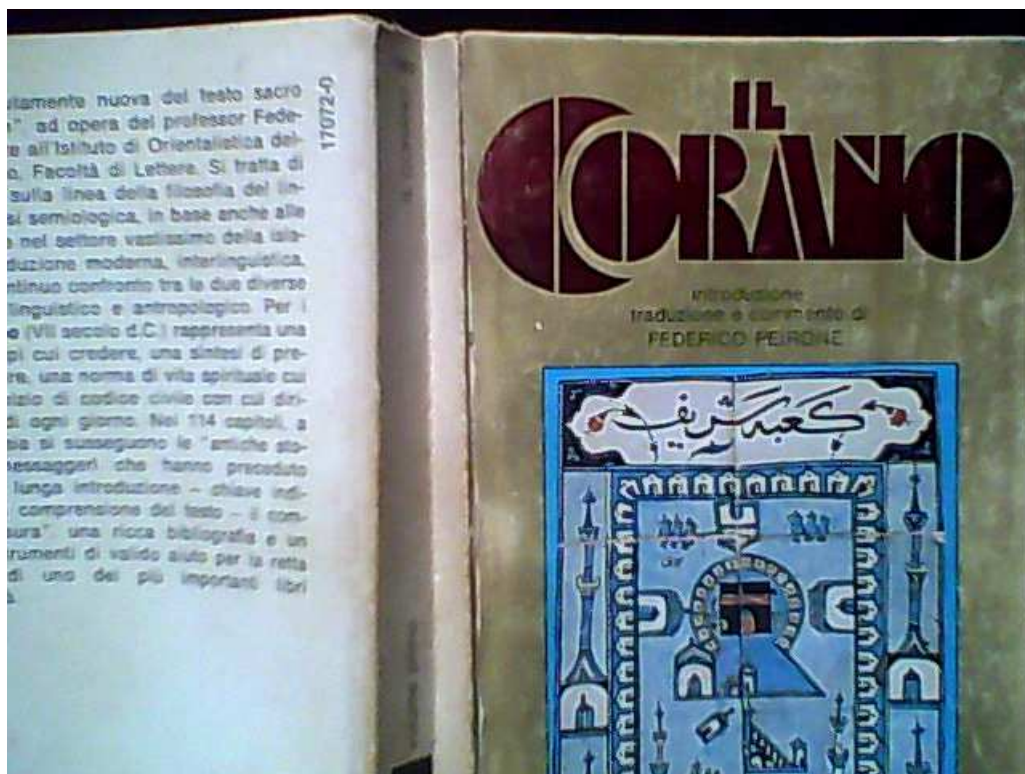 utamente nuova del testo sacro
ad opera del professor Fede-
re all'Istituto di Orientalistica del-
o, Facoltà di Lettere. Si tratta di
sulla linea della filosofia del lin-
si semiologica, in base anche alle
nel settore vastissimo della isla-
duzione moderna, interlinguistica,
ntinuo confronto tra le due diverse
linguistico e antropologico. Per i
(VII secolo d.C.) rappresenta una
pi cui credere, una sintesi di pre-
re, una norma di vita spirituale cui
izio di codice civile con cui diri-
di ogni giorno. Nei 114 capitoli, a
si susseguono le "antiche sto-
essaggeri che hanno preceduto
lunga introduzione – chiave indi-
comprensione del testo – il com-
sura" una ricca bibliografia e un
rumenti di valido aiuto per la retta
di uno dei più importanti libri
17072-0
IL
CORANO
introduzione
traduzione e commento di
FEDERICO PEIRONE
كعبه شريف